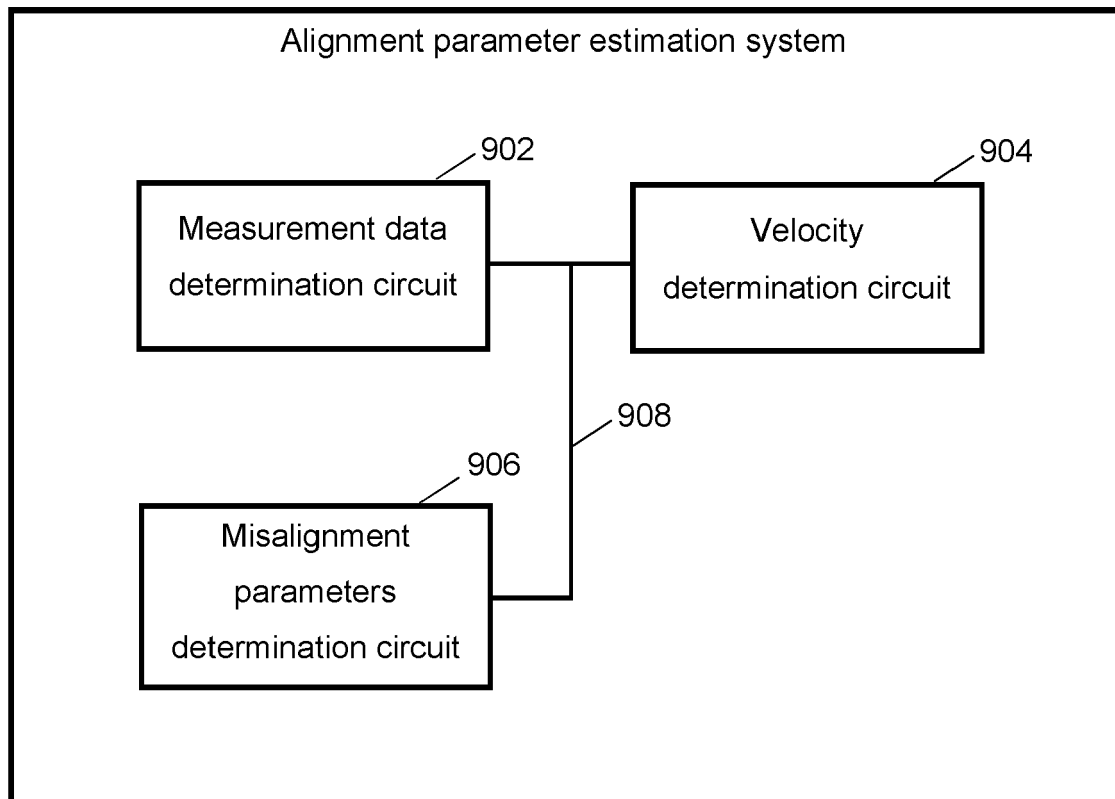 Alignment parameter estimation system
902
904
Measurement data
determination circuit
Velocity
determination circuit
908
906
Misalignment
parameters
determination circuit